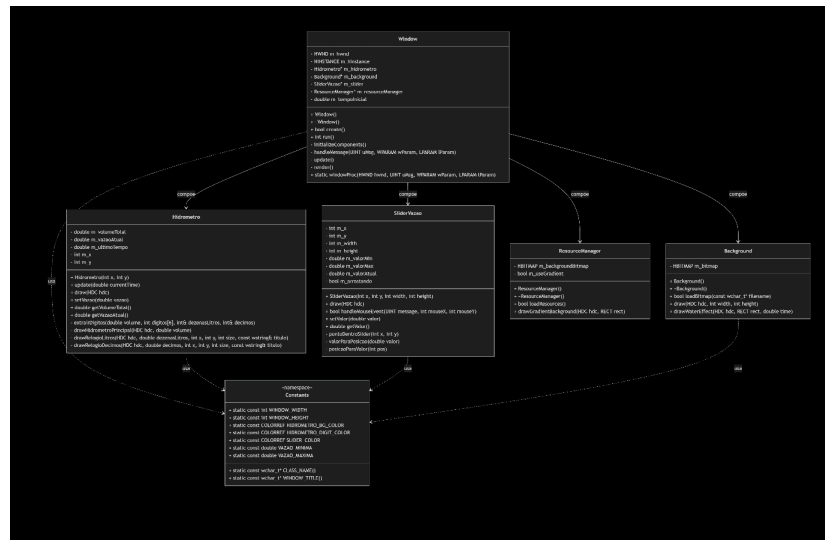 Window
- HWND m_hwnd
- HINSTANCE m_hInstance
- Hidrometro* m_hidrometro
- Background* m_background
- SliderVazao* m_slider
- ResourceManager* m_resourceManager
- double m_tempoInicial
+ Window()
+ ~Window()
+ bool create()
+ int run()
- initializeComponents()
- handleMessage(UINT uMsg, WPARAM wParam, LPARAM lParam)
- update()
- render()
+ static windowProc(HWND hwnd, UINT uMsg, WPARAM wParam, LPARAM lParam)
compoe
compoe
compoe
compoe
Hidrometro
- double m_volumeTotal
- double m_vazaoAtual
- double m_ultimoTempo
- int m_x
- int m_y
+ Hidrometro(int x, int y)
+ update(double currentTime)
+ draw(HDC hdc)
+ setVazao(double vazao)
+ double getVolumeTotal()
+ double getVazaoAtual()
- extrairDigitos(double volume, int digitos[6], int& dezenasLitros, int& decimos)
- drawHidrometroPrincipal(HDC hdc, double volume)
- drawRelogioLitros(HDC hdc, double dezenasLitros, int x, int y, int size, const wstring& titulo)
- drawRelogioDecimos(HDC hdc, double decimos, int x, int y, int size, const wstring& titulo)
SliderVazao
- int m_x
- int m_y
- int m_width
- int m_height
- double m_valorMin
- double m_valorMax
- double m_valorAtual
- bool m_arrastando
+ SliderVazao(int x, int y, int width, int height)
+ draw(HDC hdc)
+ bool handleMouseEvent(UINT message, int mouseX, int mouseY)
+ setValor(double valor)
+ double getValor()
- pontoDentroSlider(int x, int y)
- valorParaPosicao(double valor)
- posicaoParaValor(int pos)
ResourceManager
- HBITMAP m_backgroundBitmap
- bool m_useGradient
+ ResourceManager()
+ ~ResourceManager()
+ bool loadResources()
+ drawGradientBackground(HDC hdc, RECT rect)
Background
- HBITMAP m_bitmap
+ Background()
+ ~Background()
+ bool loadBitmap(const wchar_t* filename)
+ draw(HDC hdc, int width, int height)
+ drawWaterEffect(HDC hdc, RECT rect, double time)
usa
usa
usa
usa
«namespace»
Constants
+ static const int WINDOW_WIDTH
+ static const int WINDOW_HEIGHT
+ static const COLORREF HIDROMETRO_BG_COLOR
+ static const COLORREF HIDROMETRO_DIGIT_COLOR
+ static const COLORREF SLIDER_COLOR
+ static const double VAZAO_MINIMA
+ static const double VAZAO_MAXIMA
+ static const wchar_t* CLASS_NAME()
+ static const wchar_t* WINDOW_TITLE()